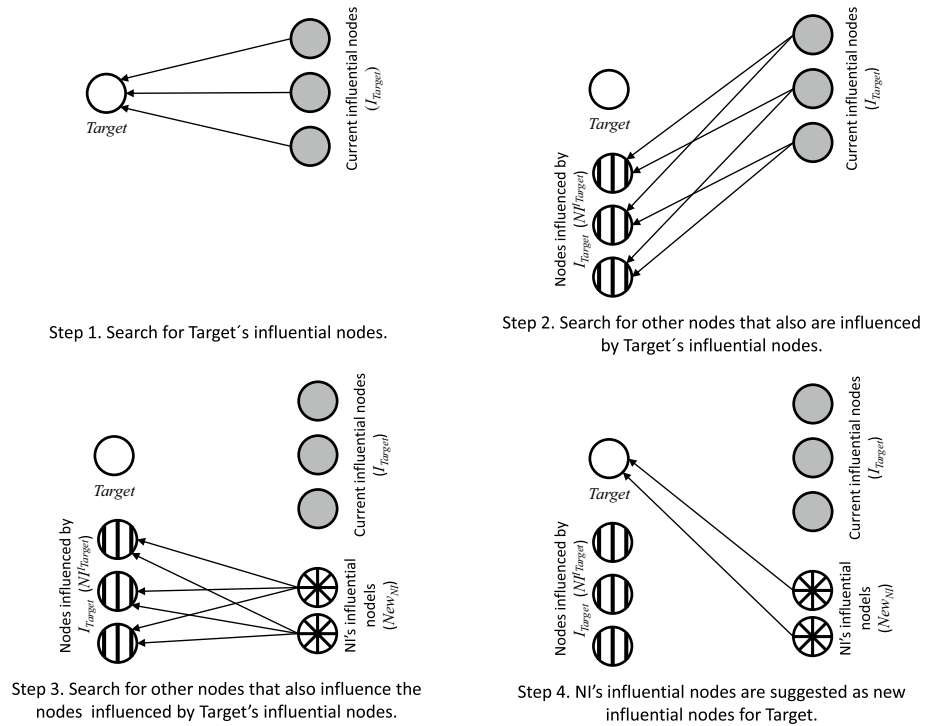 Target
Current influential nodes
(I_Target)
Step 1. Search for Target´s influential nodes.
Target
Current influential nodes
(I_Target)
Nodes influenced by
I_Target (NI^I_Target)
Step 2. Search for other nodes that also are influenced
by Target´s influential nodes.
Target
Current influential nodes
(I_Target)
Nodes influenced by
I_Target (NI^I_Target)
NI's influential
nodels
(New_NI)
Step 3. Search for other nodes that also influence the
nodes influenced by Target's influential nodes.
Target
Current influential nodes
(I_Target)
Nodes influenced by
I_Target (NI^I_Target)
NI's influential
nodels
(New_NI)
Step 4. NI's influential nodes are suggested as new
influential nodes for Target.